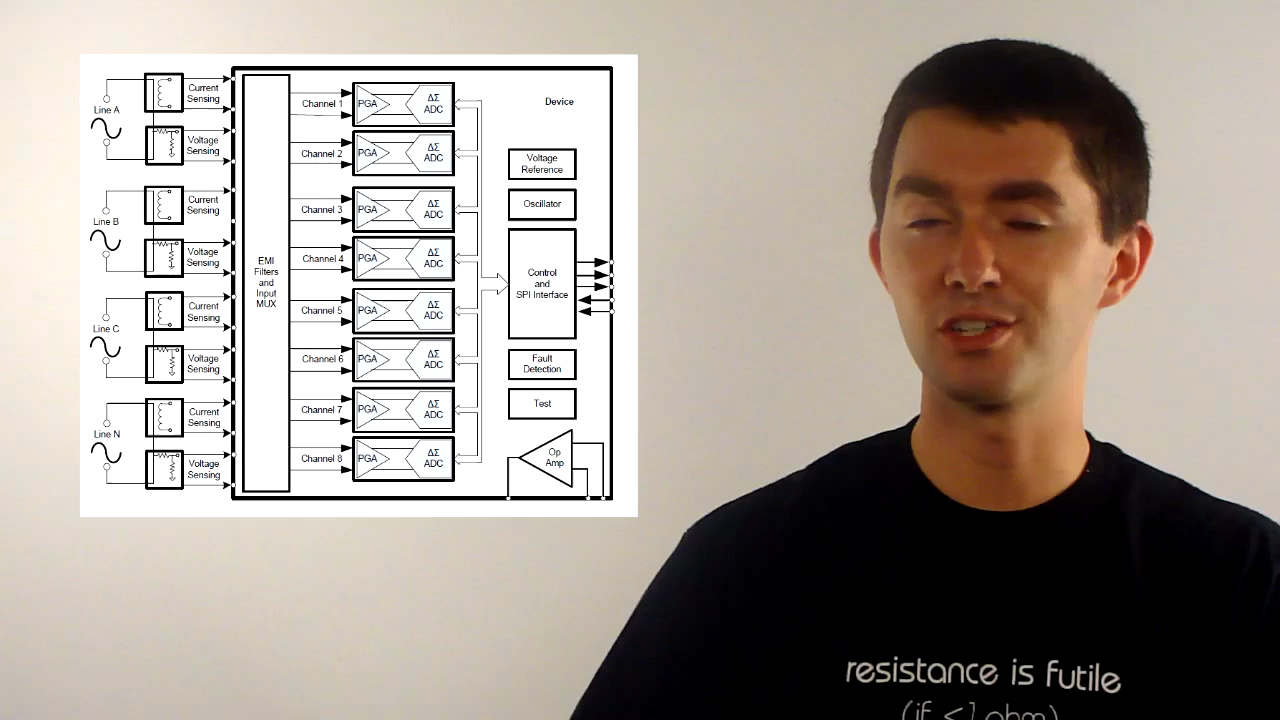 Line A
Current
Sensing
Voltage
Sensing
Line B
Current
Sensing
Voltage
Sensing
Line C
Current
Sensing
Voltage
Sensing
Line N
Current
Sensing
Voltage
Sensing
EMI
Filters
and
Input
MUX
Channel 1
PGA
ΔΣ
ADC
Channel 2
PGA
ΔΣ
ADC
Channel 3
PGA
ΔΣ
ADC
Channel 4
PGA
ΔΣ
ADC
Channel 5
PGA
ΔΣ
ADC
Channel 6
PGA
ΔΣ
ADC
Channel 7
PGA
ΔΣ
ADC
Channel 8
PGA
ΔΣ
ADC
Device
Voltage
Reference
Oscillator
Control
and
SPI Interface
Fault
Detection
Test
Op
Amp
resistance is futile
(if <1 ohm)